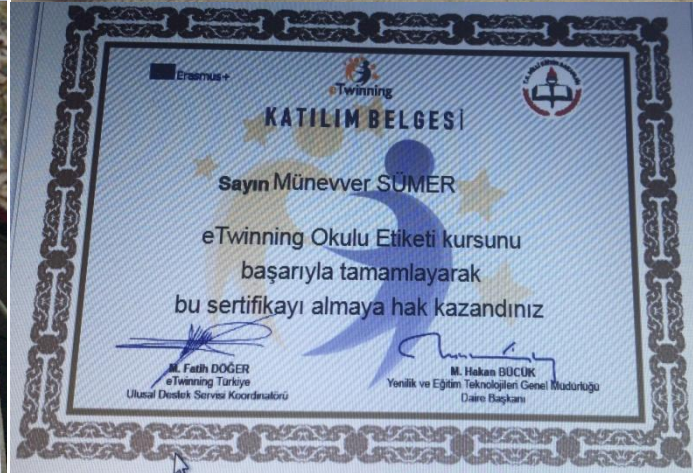 Erasmus+
eTwinning
KATILIM BELGESİ
Sayın Münevver SÜMER
eTwinning Okulu Etiketi kursunu
başarıyla tamamlayarak
bu sertifikayı almaya hak kazandınız
M. Fatih DÖĞER
eTwinning Türkiye
Ulusal Destek Servisi Koordinatörü
M. Hakan BÜCÜK
Yenilik ve Eğitim Teknolojileri Genel Müdürlüğü
Daire Başkanı